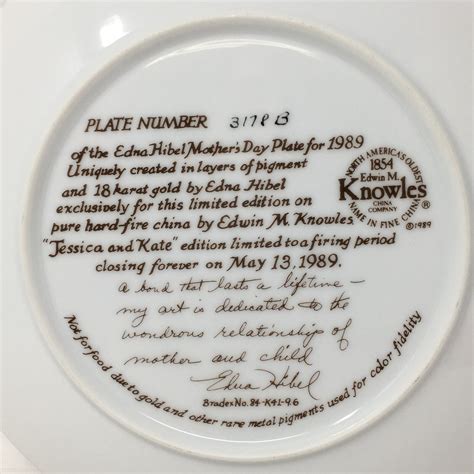 PLATE NUMBER 3171 B
of the Edna Hibel Mother's Day Plate for 1989
Uniquely created in layers of pigment
and 18 karat gold by Edna Hibel
exclusively for this limited edition on
pure hard-fire china by Edwin M. Knowles.
"Jessica and Kate" edition limited to a firing period
closing forever on May 13, 1989.
a bond that lasts a lifetime—
my art is dedicated to the
wondrous relationship of
mother and child
Edna Hibel
Bradex No. 84-K41-9.6
Not for food due to gold and other rare metal pigments used for color fidelity
NORTH AMERICA'S OLDEST
1854
Edwin M.
Knowles
CHINA
COMPANY
NAME IN FINE CHINA
®
©1989